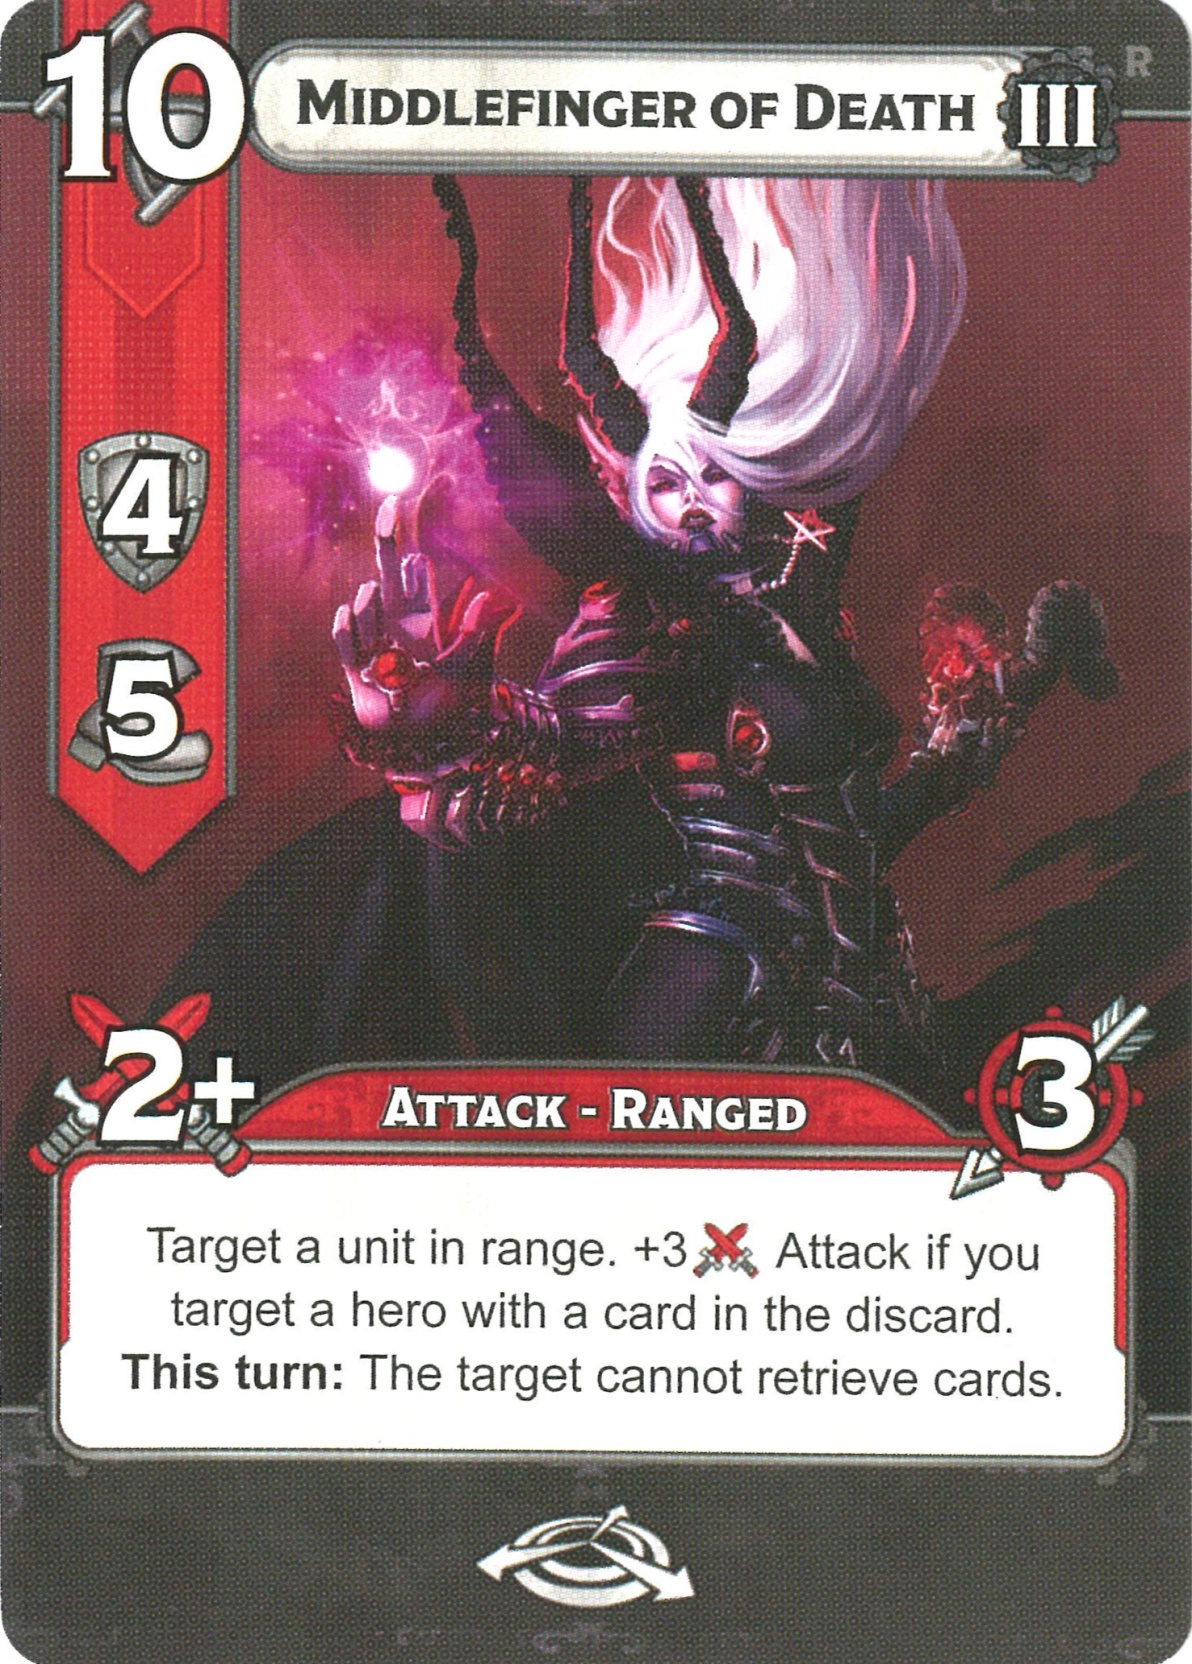 10
MIDDLEFINGER OF DEATH
III
R
4
5
2+
ATTACK - RANGED
3
Target a unit in range. +3 Attack if you
target a hero with a card in the discard.
This turn: The target cannot retrieve cards.